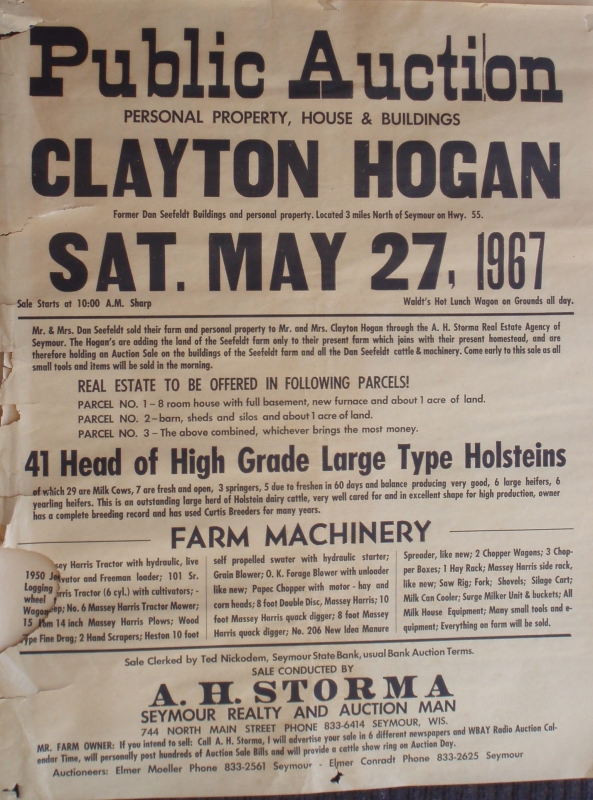 Public Auction
PERSONAL PROPERTY, HOUSE & BUILDINGS
CLAYTON HOGAN
Former Dan Seefeldt Buildings and personal property. Located 3 miles North of Seymour on Hwy. 55.
SAT. MAY 27, 1967
Sale Starts at 10:00 A.M. Sharp
Waldt's Hot Lunch Wagon on Grounds all day.
Mr. & Mrs. Dan Seefeldt sold their farm and personal property to Mr. and Mrs. Clayton Hogan through the A. H. Storma Real Estate Agency of
Seymour. The Hogan's are adding the land of the Seefeldt farm only to their present farm which joins with their present homestead, and are
therefore holding an Auction Sale on the buildings of the Seefeldt farm and all the Dan Seefeldt cattle & machinery. Come early to this sale as all
small tools and items will be sold in the morning.
REAL ESTATE TO BE OFFERED IN FOLLOWING PARCELS!
PARCEL NO. 1 – 8 room house with full basement, new furnace and about 1 acre of land.
PARCEL NO. 2 – barn, sheds and silos and about 1 acre of land.
PARCEL NO. 3 – The above combined, whichever brings the most money.
41 Head of High Grade Large Type Holsteins
of which 29 are Milk Cows, 7 are fresh and open, 3 springers, 5 due to freshen in 60 days and balance producing very good, 6 large heifers, 6
yearling heifers. This is an outstanding large herd of Holstein dairy cattle, very well cared for and in excellent shape for high production, owner
has a complete breeding record and has used Curtis Breeders for many years.
FARM MACHINERY
Harris Tractor with hydraulic, live
and Freeman loader; 101 Sr.
Tractor (6 cyl.) with cultivators; -
No. 6 Massey Harris Tractor Mower;
14 inch Massey Harris Plows; Wood
Fine Drag; 2 Hand Scrapers; Heston 10 foot
1950
Logging
wheel
Wagon
15
self propelled swater with hydraulic starter;
Grain Blower; O. K. Forage Blower with unloader
like new; Papec Chopper with motor - hay and
corn heads; 8 foot Double Disc, Massey Harris; 10
foot Massey Harris quack digger; 8 foot Massey
Harris quack digger; No. 206 New Idea Manure
Spreader, like new; 2 Chopper Wagons; 3 Chop-
per Boxes; 1 Hay Rack; Massey Harris side rack,
like new; Saw Rig; Fork; Shovels; Silage Cart;
Milk Can Cooler; Surge Milker Unit & buckets; All
Milk House Equipment; Many small tools and e-
quipment; Everything on farm will be sold.
Sale Clerked by Ted Nickodem, Seymour State Bank, usual Bank Auction Terms.
SALE CONDUCTED BY
A. H. STORMA
SEYMOUR REALTY AND AUCTION MAN
744 NORTH MAIN STREET PHONE 833-6414 SEYMOUR, WIS.
MR. FARM OWNER: If you intend to sell: Call A. H. Storma, I will advertise your sale in 6 different newspapers and WBAY Radio Auction Cal-
endar Time, will personally post hundreds of Auction Sale Bills and will provide a cattle show ring on Auction Day.
Auctioneers: Elmer Moeller Phone 833-2561 Seymour - Elmer Conradt Phone 833-2625 Seymour